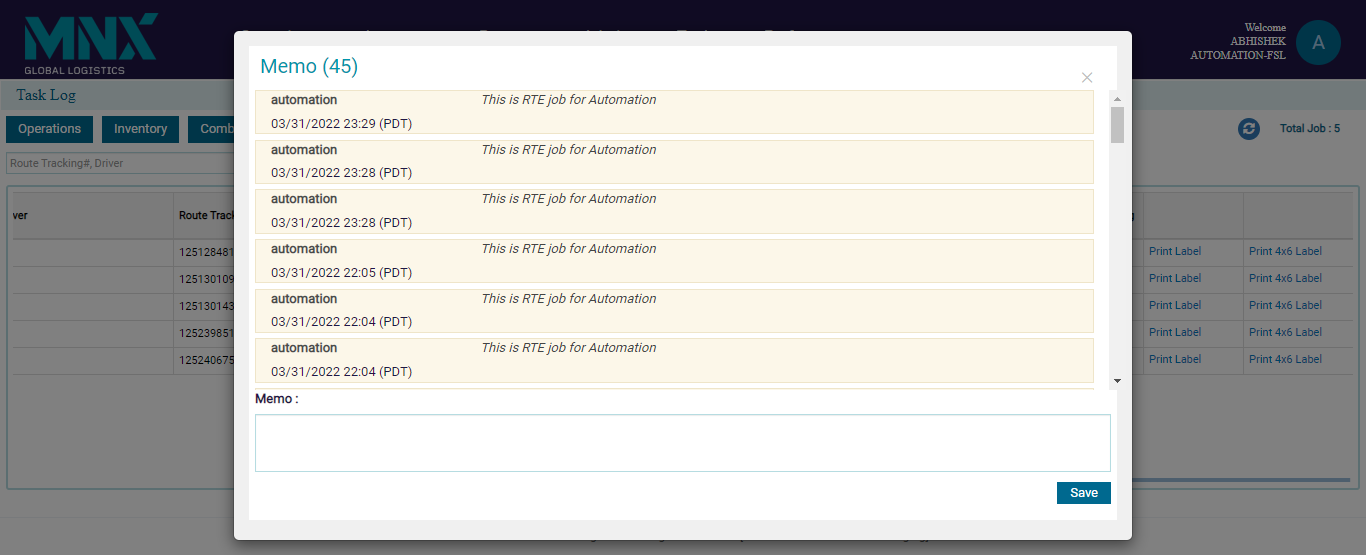 MNX
GLOBAL LOGISTICS
Welcome
ABHISHEK
AUTOMATION-FSL
A
Task Log
Operations
Inventory
Total Job : 5
Route Tracking#, Driver
Memo (45)
×
automation This is RTE job for Automation
03/31/2022 23:29 (PDT)
automation This is RTE job for Automation
03/31/2022 23:28 (PDT)
automation This is RTE job for Automation
03/31/2022 23:28 (PDT)
automation This is RTE job for Automation
03/31/2022 22:05 (PDT)
automation This is RTE job for Automation
03/31/2022 22:04 (PDT)
automation This is RTE job for Automation
03/31/2022 22:04 (PDT)
Memo :
Save
ver Route Track
125128481 Print Label Print 4x6 Label
125130109 Print Label Print 4x6 Label
125130143 Print Label Print 4x6 Label
125239851 Print Label Print 4x6 Label
125240675 Print Label Print 4x6 Label